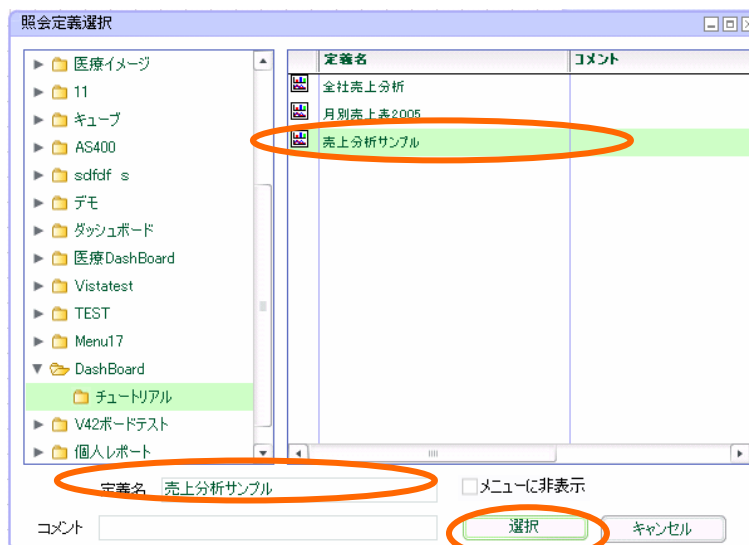 照会定義選択
医療イメージ
11
キューブ
AS400
sdfdf s
デモ
ダッシュボード
医療DashBoard
Vistatest
TEST
Menu17
DashBoard
チュートリアル
V42ボードテスト
個人レポート
定義名 コメント
全社売上分析
月別売上表2005
売上分析サンプル
定義名 売上分析サンプル メニューに非表示
コメント 選択 キャンセル